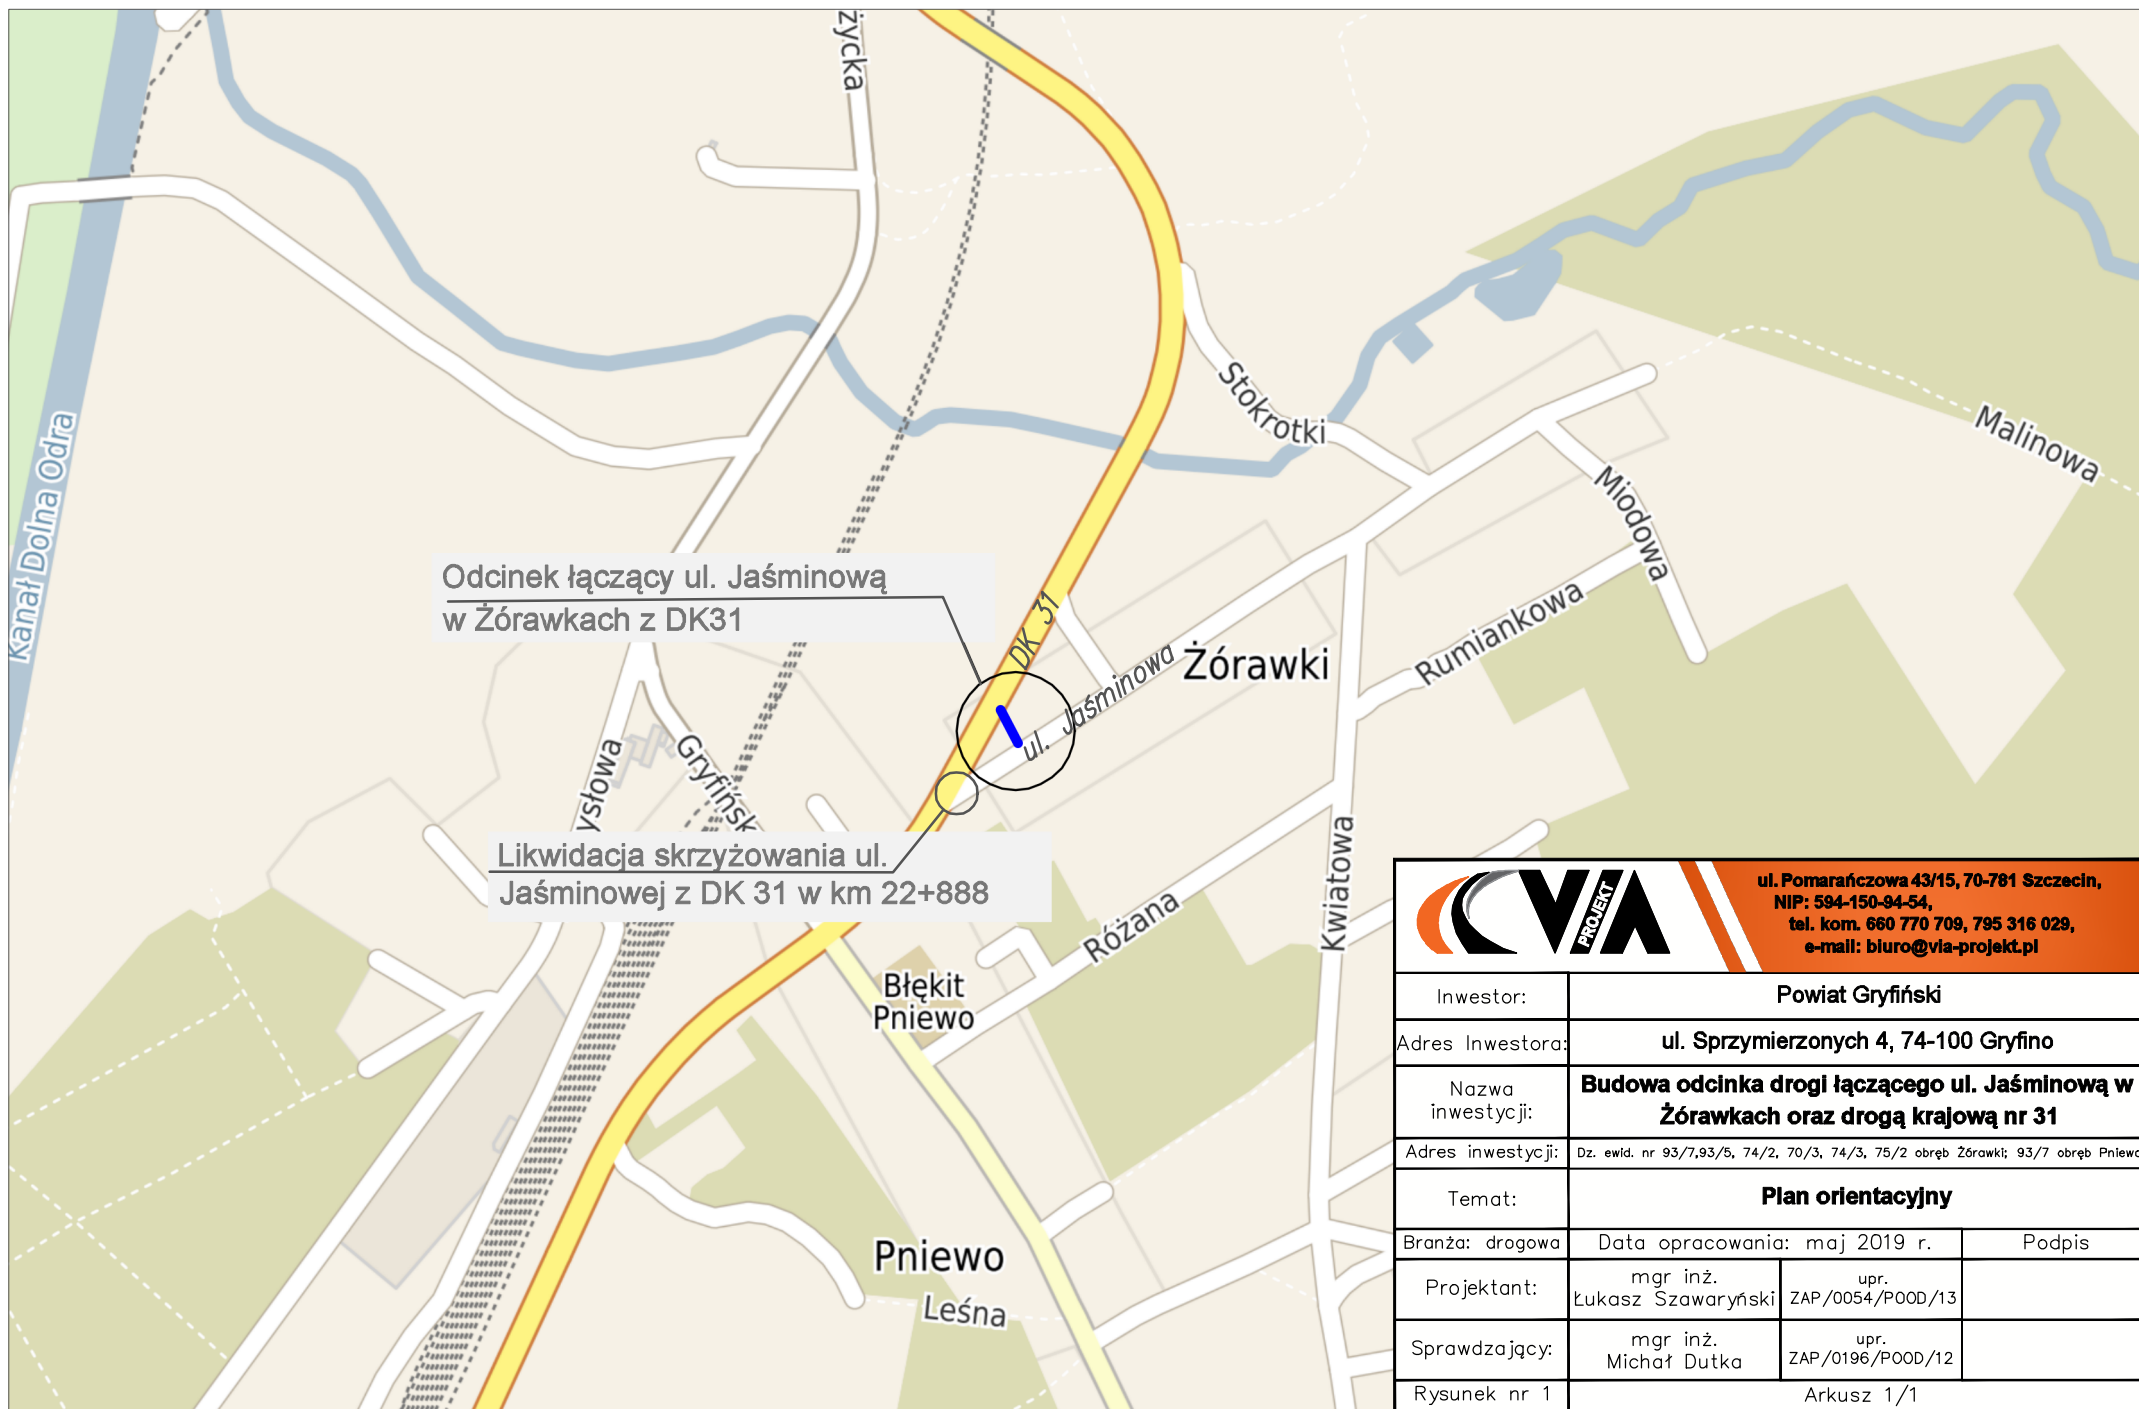 życka
Stokrotki
Malinowa
Miodowa
Kanał Dolna Odra
Odcinek łączący ul. Jaśminową
w Żórawkach z DK31
DK 31
ul. Jaśminowa
Żórawki
Rumiankowa
ysłowa
Gryfińsk
Likwidacja skrzyżowania ul.
Jaśminowej z DK 31 w km 22+888
Kwiatowa
Różana
Błękit
Pniewo
Pniewo
Leśna
VIA
PROJEKT
ul. Pomarańczowa 43/15, 70-781 Szczecin,
NIP: 594-150-94-54,
tel. kom. 660 770 709, 795 316 029,
e-mail: biuro@via-projekt.pl
Inwestor: Powiat Gryfiński
Adres Inwestora: ul. Sprzymierzonych 4, 74-100 Gryfino
Nazwa
inwestycji:
Budowa odcinka drogi łączącego ul. Jaśminową w
Żórawkach oraz drogą krajową nr 31
Adres inwestycji: Dz. ewid. nr 93/7,93/5, 74/2, 70/3, 74/3, 75/2 obręb Żórawki; 93/7 obręb Pniewo
Temat: Plan orientacyjny
Branża: drogowa Data opracowania: maj 2019 r. Podpis
Projektant:
mgr inż.
Łukasz Szawaryński
upr.
ZAP/0054/POOD/13
Sprawdzający:
mgr inż.
Michał Dutka
upr.
ZAP/0196/POOD/12
Rysunek nr 1 Arkusz 1/1